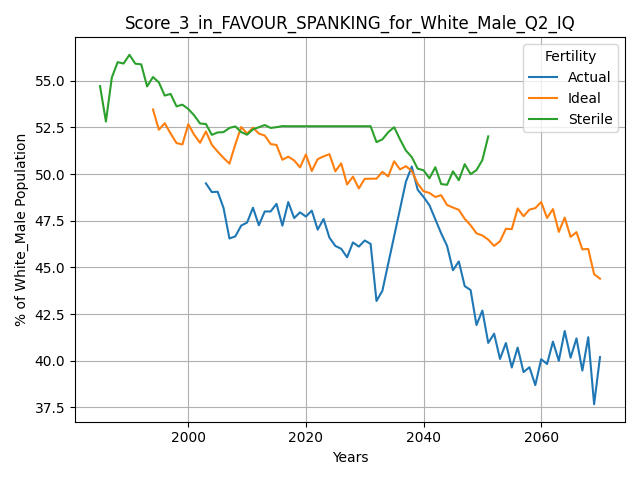 Score_3_in_FAVOUR_SPANKING_for_White_Male_Q2_IQ
Fertility
Actual
Ideal
Sterile
% of White_Male Population
55.0
52.5
50.0
47.5
45.0
42.5
40.0
37.5
2000 2020 2040 2060
Years